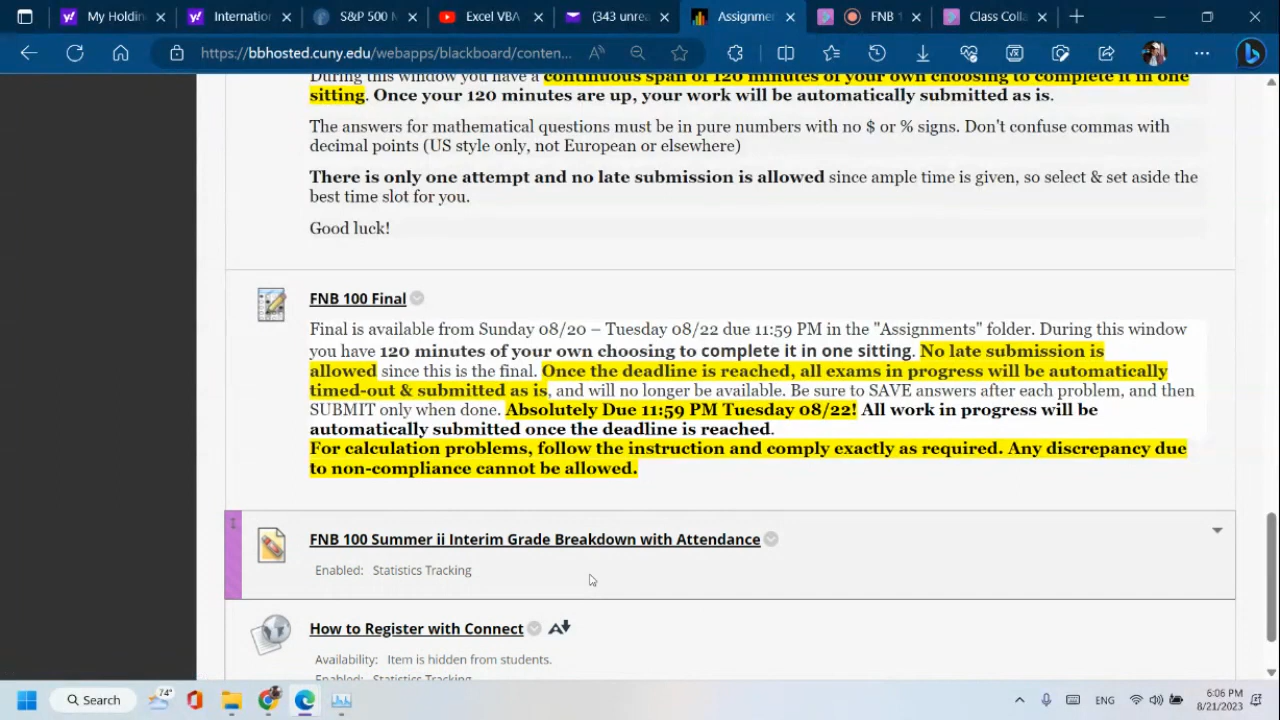 My Holdin
Internation
S&P 500 M
Excel VBA
(343 unrea
Assignme
FNB 1
Class Colla
https://bbhosted.cuny.edu/webapps/blackboard/conten...
During this window you have a continuous span of 120 minutes of your own choosing to complete it in one
sitting. Once your 120 minutes are up, your work will be automatically submitted as is.
The answers for mathematical questions must be in pure numbers with no $ or % signs. Don't confuse commas with
decimal points (US style only, not European or elsewhere)
There is only one attempt and no late submission is allowed since ample time is given, so select & set aside the
best time slot for you.
Good luck!
FNB 100 Final
Final is available from Sunday 08/20 – Tuesday 08/22 due 11:59 PM in the "Assignments" folder. During this window
you have 120 minutes of your own choosing to complete it in one sitting. No late submission is
allowed since this is the final. Once the deadline is reached, all exams in progress will be automatically
timed-out & submitted as is, and will no longer be available. Be sure to SAVE answers after each problem, and then
SUBMIT only when done. Absolutely Due 11:59 PM Tuesday 08/22! All work in progress will be
automatically submitted once the deadline is reached.
For calculation problems, follow the instruction and comply exactly as required. Any discrepancy due
to non-compliance cannot be allowed.
FNB 100 Summer ii Interim Grade Breakdown with Attendance
Enabled: Statistics Tracking
How to Register with Connect
Availability: Item is hidden from students.
Enabled: Statistics Tracking
Search
74°
ENG
6:06 PM
8/21/2023